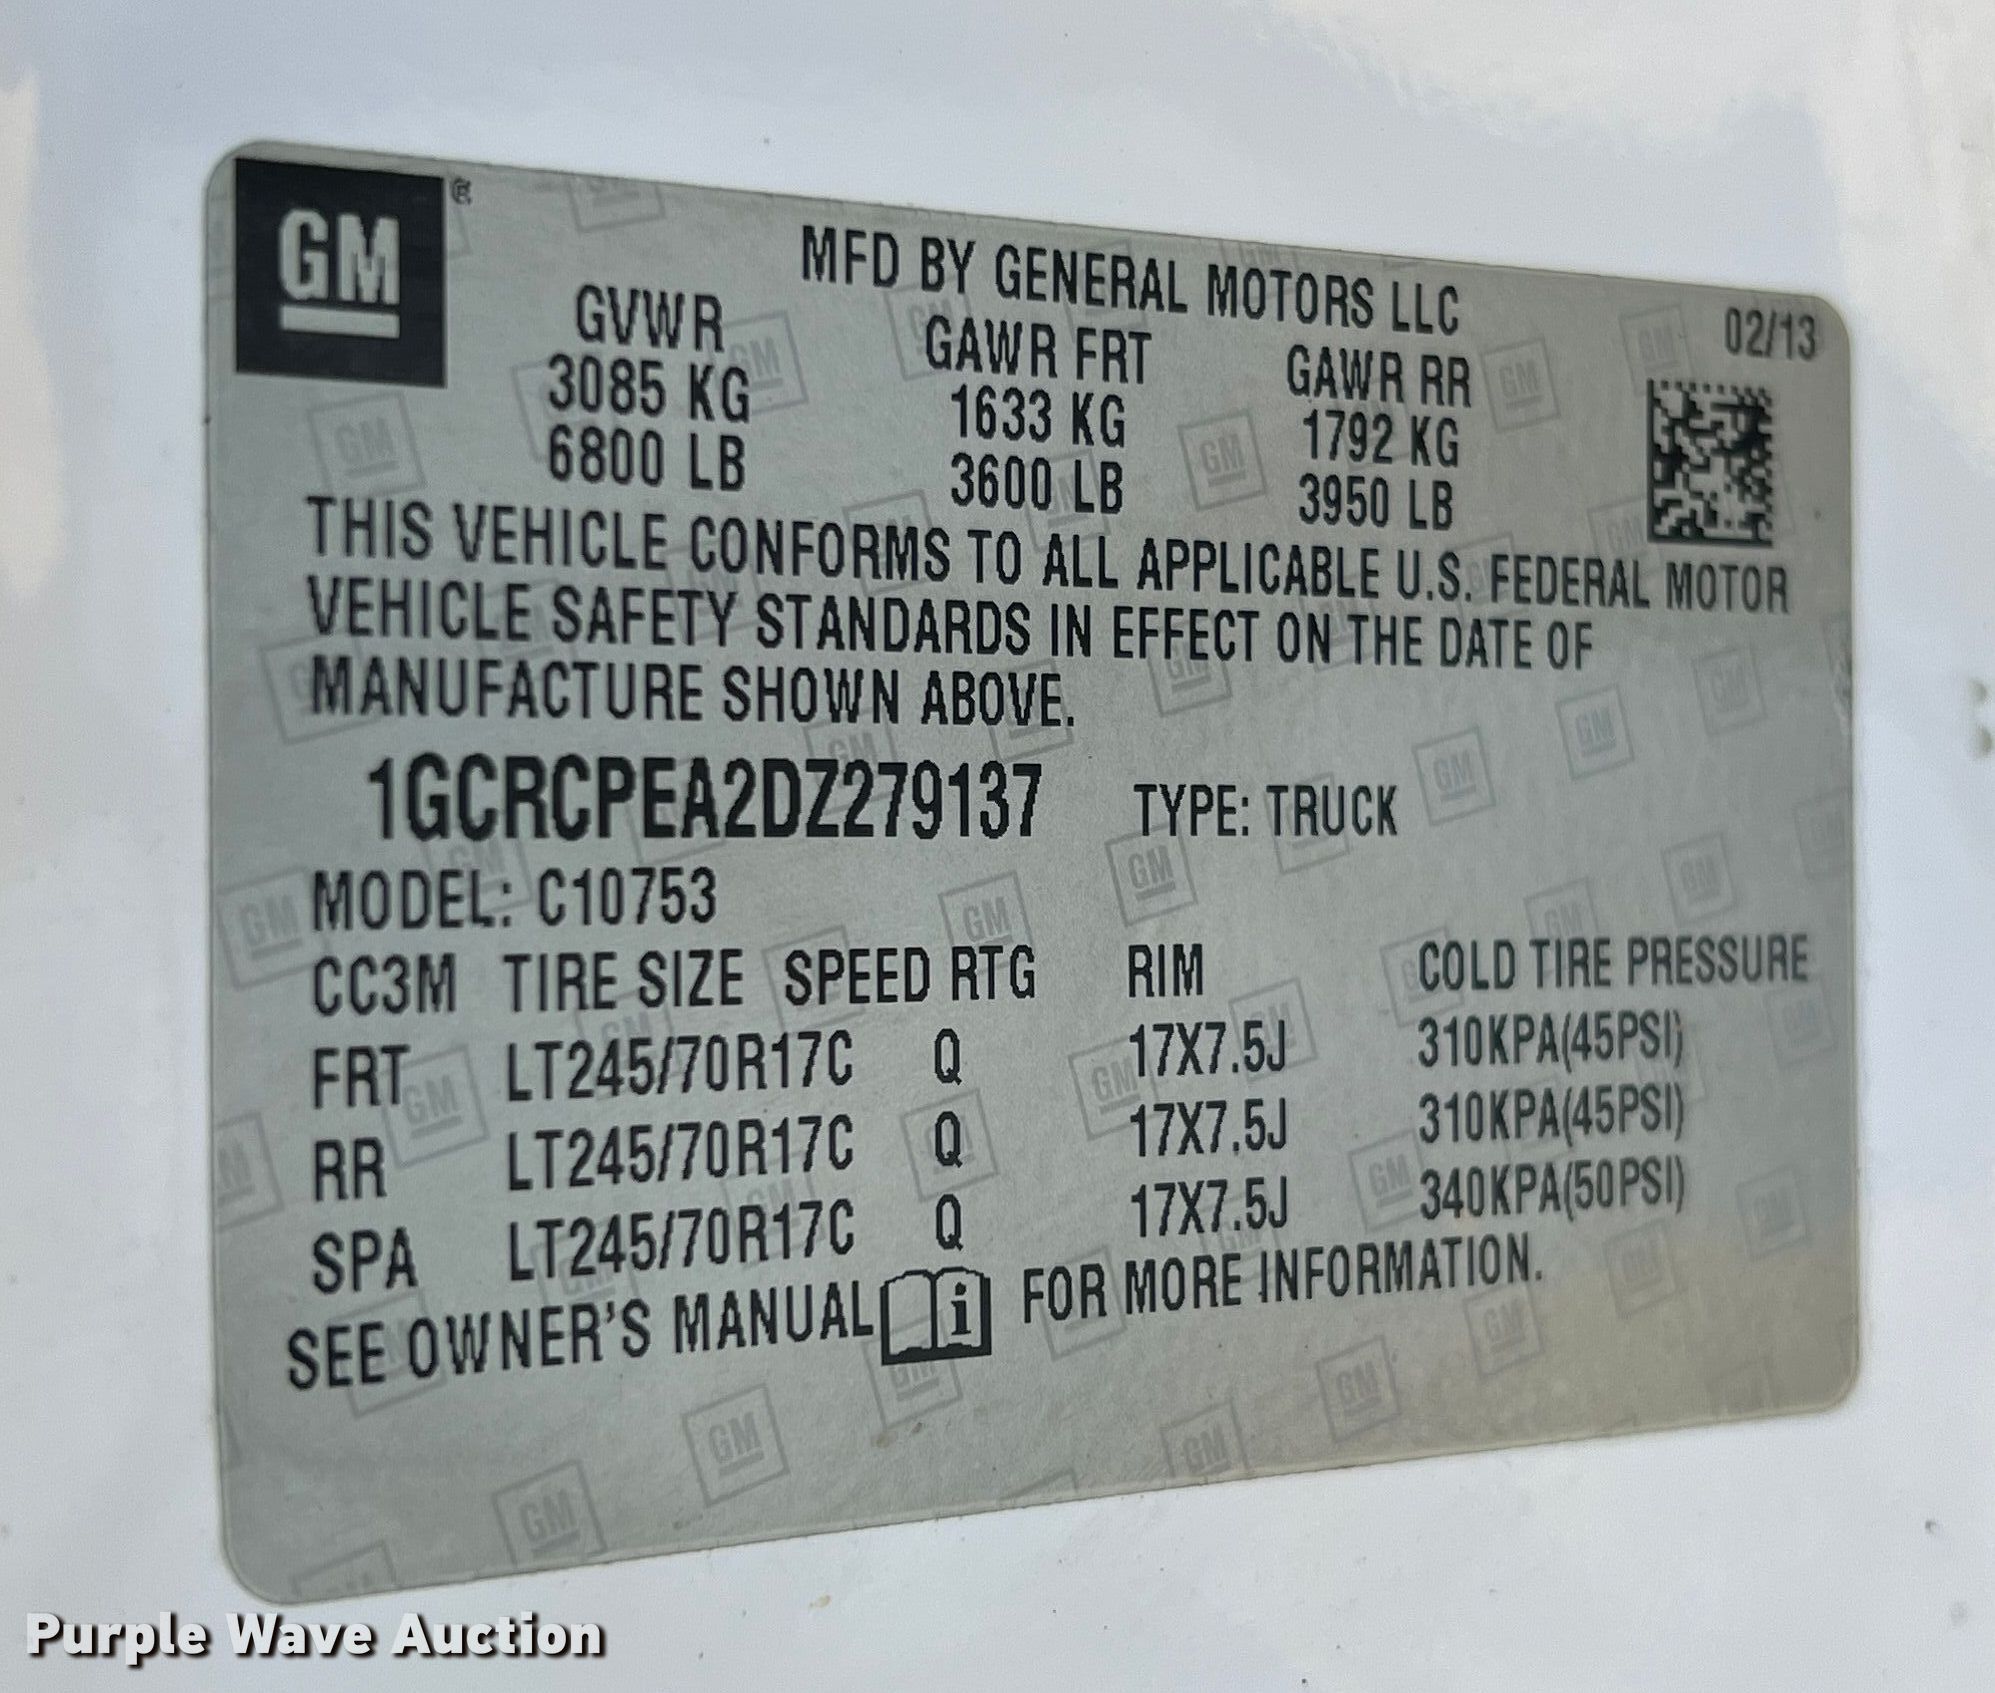 GM
MFD BY GENERAL MOTORS LLC
02/13
GVWR GAWR FRT GAWR RR
3085 KG 1633 KG 1792 KG
6800 LB 3600 LB 3950 LB
THIS VEHICLE CONFORMS TO ALL APPLICABLE U.S. FEDERAL MOTOR
VEHICLE SAFETY STANDARDS IN EFFECT ON THE DATE OF
MANUFACTURE SHOWN ABOVE.
1GCRCPEA2DZ279137 TYPE: TRUCK
MODEL: C10753
CC3M TIRE SIZE SPEED RTG RIM COLD TIRE PRESSURE
FRT LT245/70R17C Q 17X7.5J 310KPA(45PSI)
RR LT245/70R17C Q 17X7.5J 310KPA(45PSI)
SPA LT245/70R17C Q 17X7.5J 340KPA(50PSI)
SEE OWNER'S MANUAL i FOR MORE INFORMATION.
Purple Wave Auction